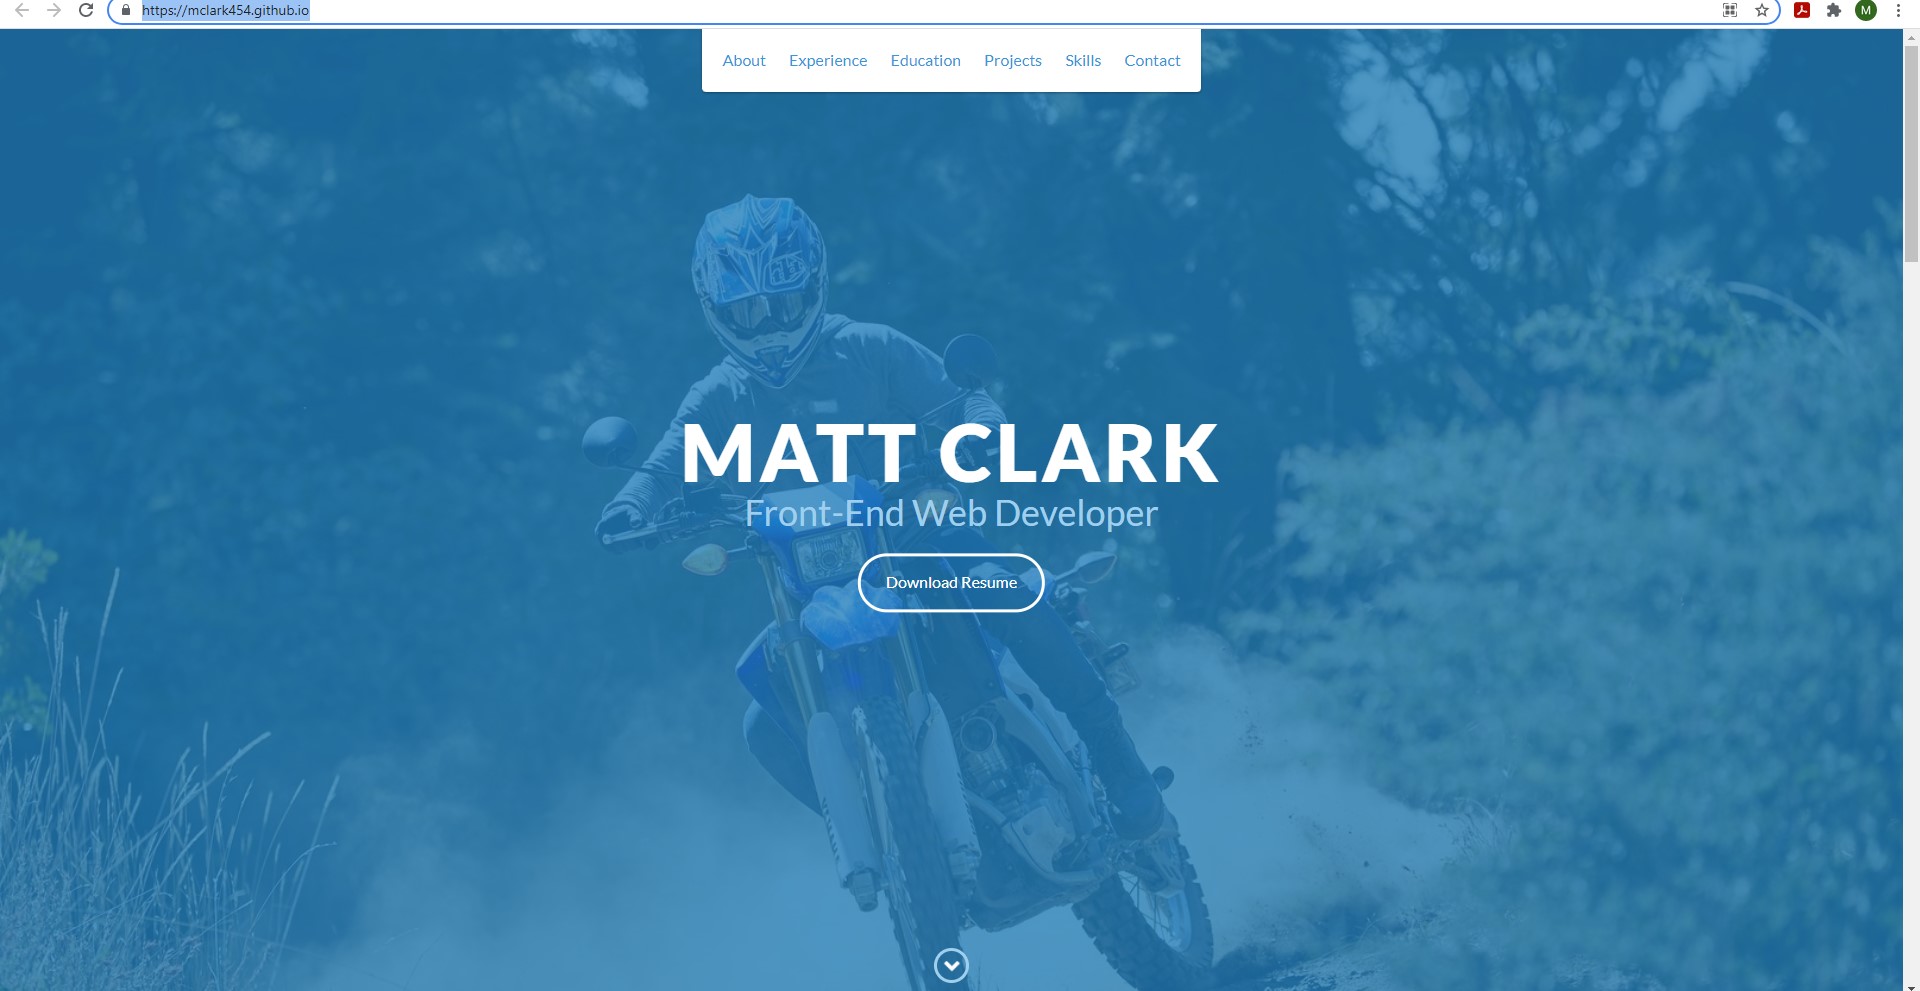 https://mclark454.github.io
M
About Experience Education Projects Skills Contact
MATT CLARK
Front-End Web Developer
Download Resume